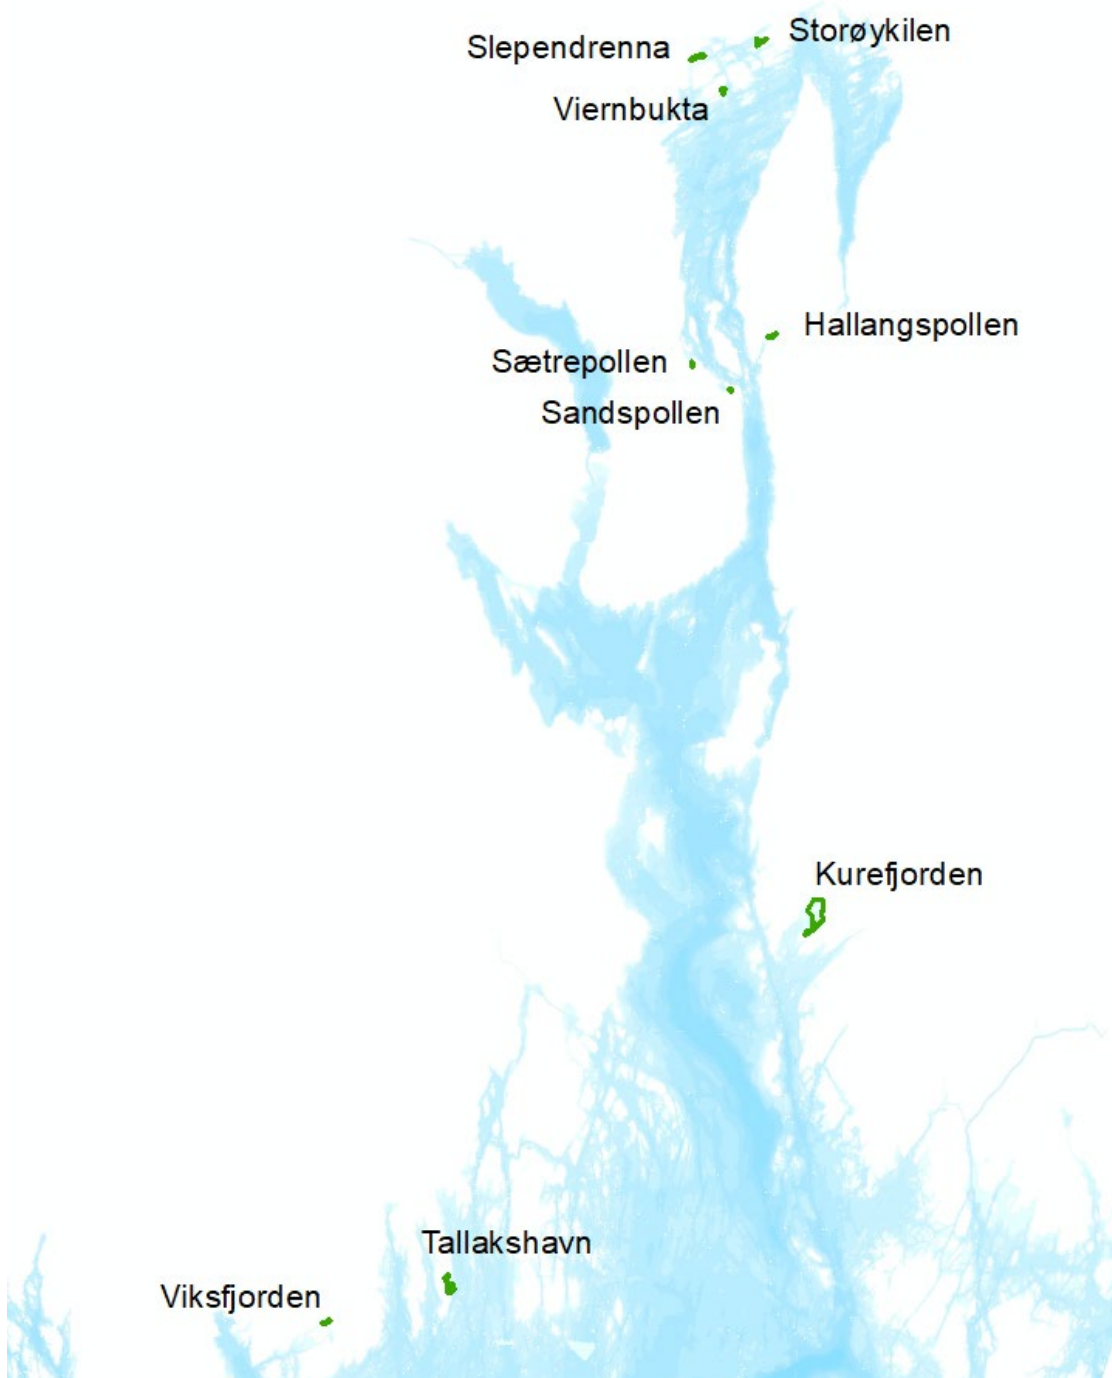 Storøykilen
Slependrenna
Viernbukta
Hallangspollen
Sætrepollen
Sandspollen
Kurefjorden
Tallakshavn
Viksfjorden